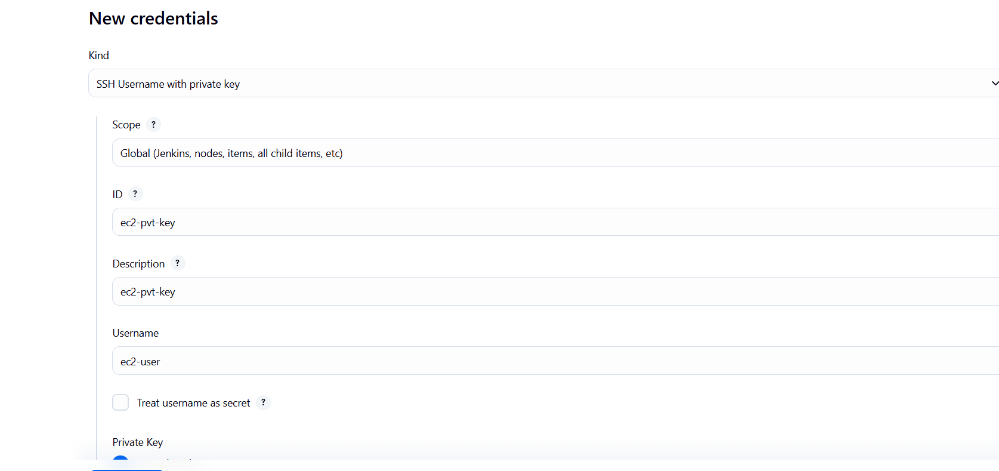 New credentials
Kind
SSH Username with private key
Scope ?
Global (Jenkins, nodes, items, all child items, etc)
ID ?
ec2-pvt-key
Description ?
ec2-pvt-key
Username
ec2-user
Treat username as secret ?
Private Key